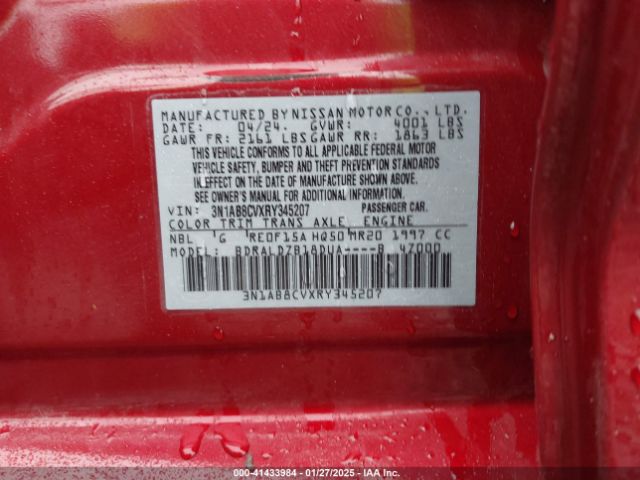 MANUFACTURED BY NISSAN MOTOR CO., LTD.
DATE: 04/24. GVWR: 4001 LBS
GAWR FR: 2161 LBS GAWR RR: 1863 LBS
THIS VEHICLE CONFORMS TO ALL APPLICABLE FEDERAL MOTOR
VEHICLE SAFETY, BUMPER AND THEFT PREVENTION STANDARDS
IN EFFECT ON THE DATE OF MANUFACTURE SHOWN ABOVE.
SEE OWNER'S MANUAL FOR ADDITIONAL INFORMATION.
VIN: 3N1AB8CVXRY345207 PASSENGER CAR.
COLOR TRIM TRANS AXLE ENGINE
NBL G RE0F15A HQ50 MR20 1997 CC
MODEL: BDRALDZB18DUA----B 47000
3N1AB8CVXRY345207
000-41433984 | 01/27/2025 | IAA Inc.